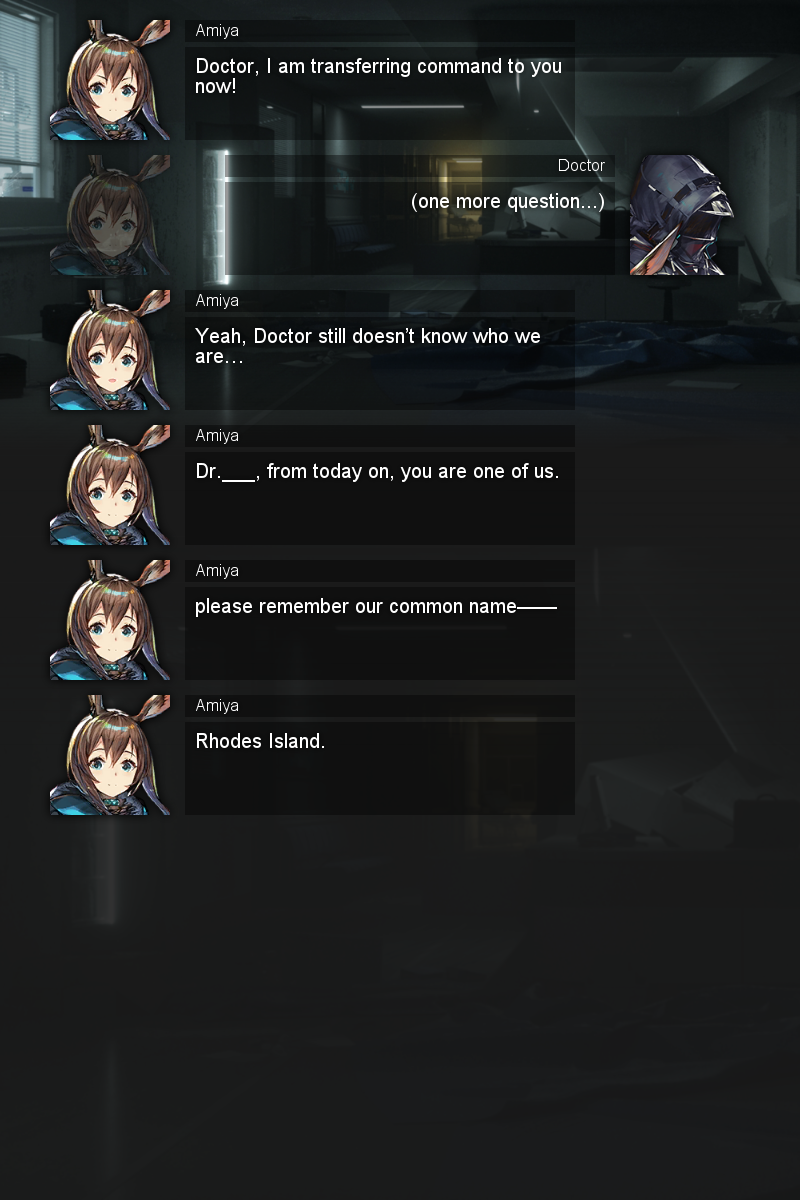 Amiya
Doctor, I am transferring command to you
now!
Doctor
(one more question...)
Amiya
Yeah, Doctor still doesn't know who we
are...
Amiya
Dr.___, from today on, you are one of us.
Amiya
please remember our common name——
Amiya
Rhodes Island.